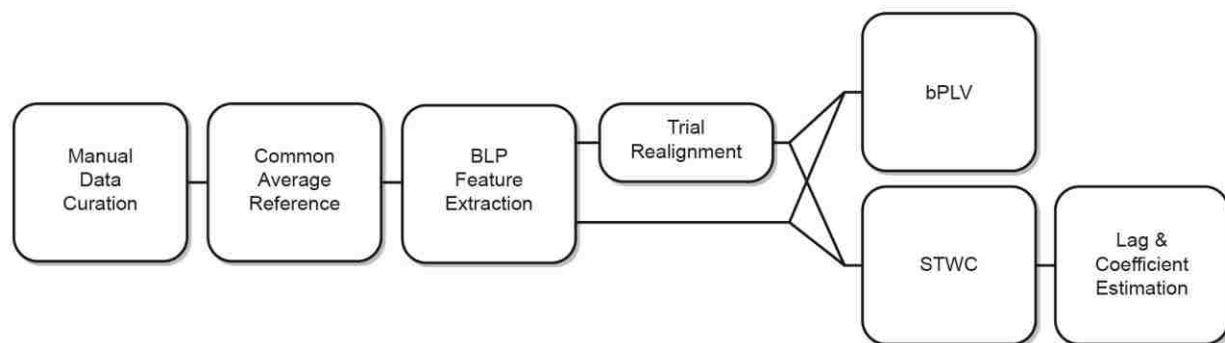 Manual
Data
Curation
Common
Average
Reference
BLP
Feature
Extraction
Trial
Realignment
bPLV
STWC
Lag &
Coefficient
Estimation